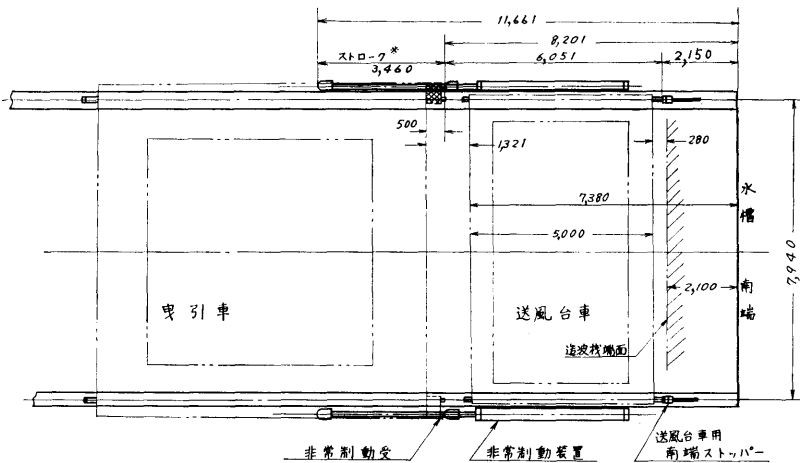 11,661
8,201
ストローク*
6,051
2,150
3,460
500
280
1,321
水槽南端
7,380
5,000
7,940
2,100
曳引車
送風台車
造波機端面
送風台車用
南端ストッパー
非常制動受
非常制動装置